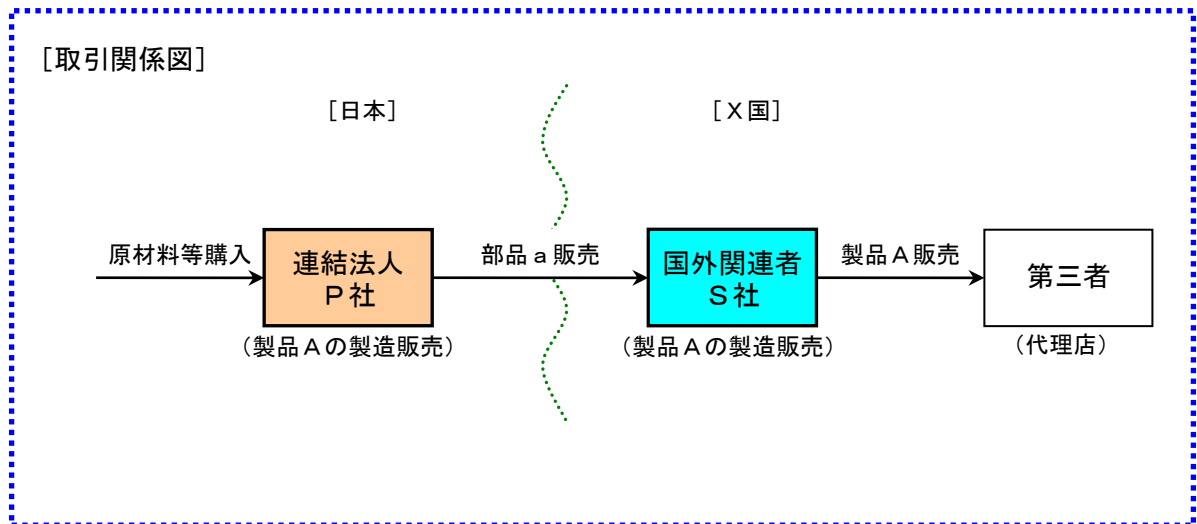 ［取引関係図］
［日本］
［Ｘ国］
原材料等購入
連結法人
Ｐ社
部品ａ販売
国外関連者
Ｓ社
製品Ａ販売
第三者
（製品Ａの製造販売）
（製品Ａの製造販売）
（代理店）